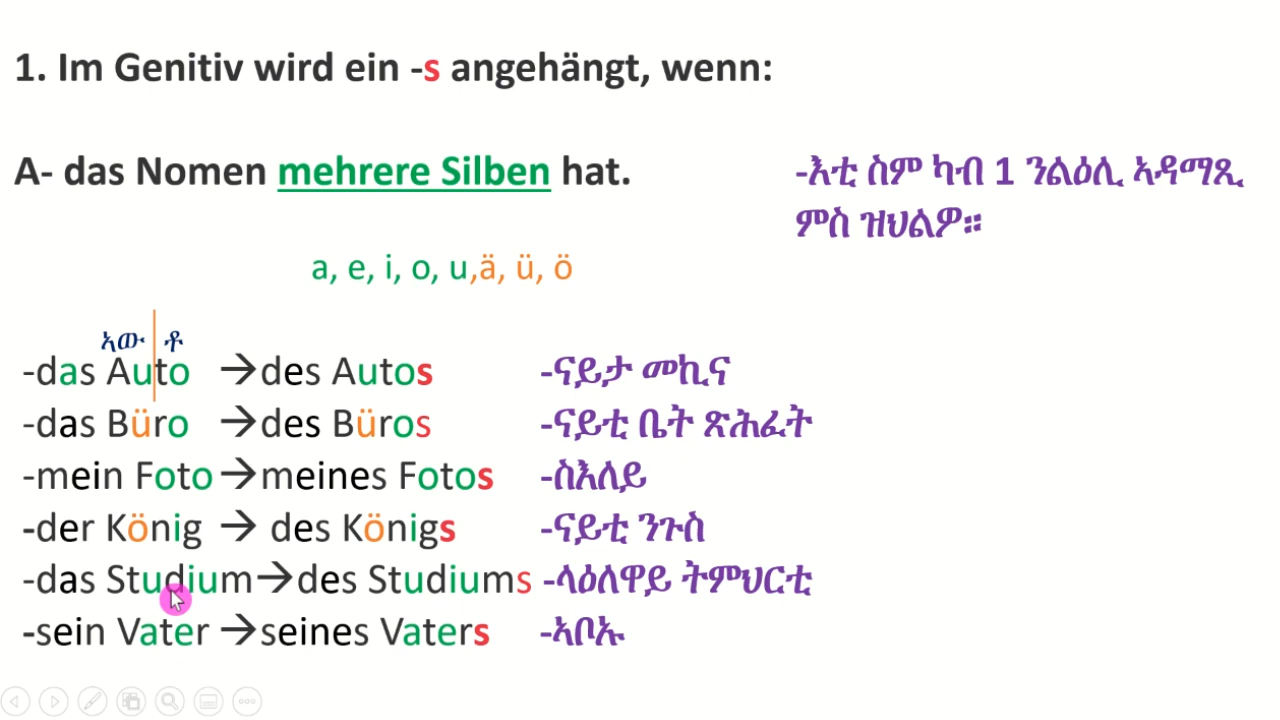 1. Im Genitiv wird ein -s angehängt, wenn:
A- das Nomen mehrere Silben hat.
-እቲ ስም ካብ 1 ንልዕሊ ኣዳማጺ
ምስ ዝህልዎ።
a, e, i, o, u,ä, ü, ö
ኣው ቶ
-das Auto →des Autos -ናይታ መኪና
-das Büro →des Büros -ናይቲ ቤት ጽሕፈት
-mein Foto→meines Fotos -ስእለይ
-der König → des Königs -ናይቲ ንጉስ
-das Studium→des Studiums -ላዕለዋይ ትምህርቲ
-sein Vater →seines Vaters -ኣቦኡ